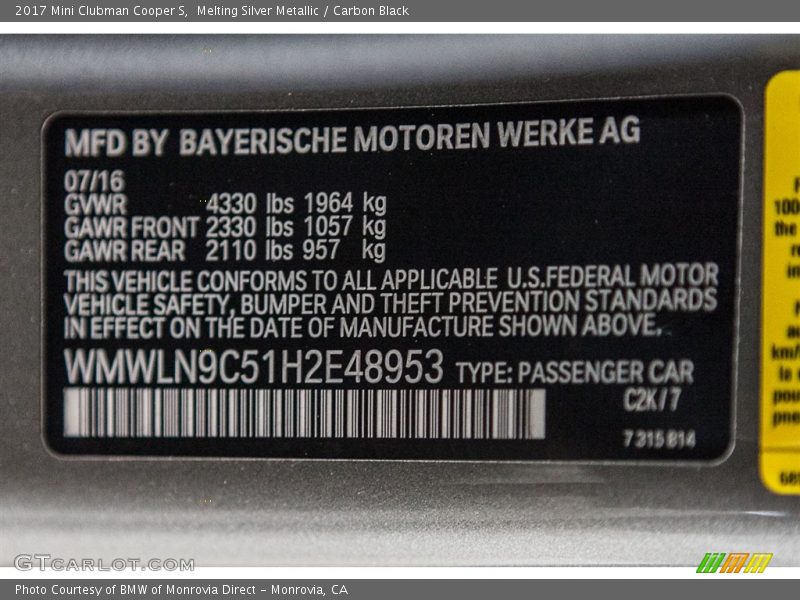 2017 Mini Clubman Cooper S,  Melting Silver Metallic / Carbon Black
MFD BY BAYERISCHE MOTOREN WERKE AG
07/16
GVWR 4330 lbs 1964 kg
GAWR FRONT 2330 lbs 1057 kg
GAWR REAR 2110 lbs 957 kg
THIS VEHICLE CONFORMS TO ALL APPLICABLE U.S.FEDERAL MOTOR
VEHICLE SAFETY, BUMPER AND THEFT PREVENTION STANDARDS
IN EFFECT ON THE DATE OF MANUFACTURE SHOWN ABOVE.
WMWLN9C51H2E48953 TYPE: PASSENGER CAR
C2K / 7
7 315 814
100
the
km/
le
GTCARLOT.COM
Photo Courtesy of BMW of Monrovia Direct - Monrovia, CA